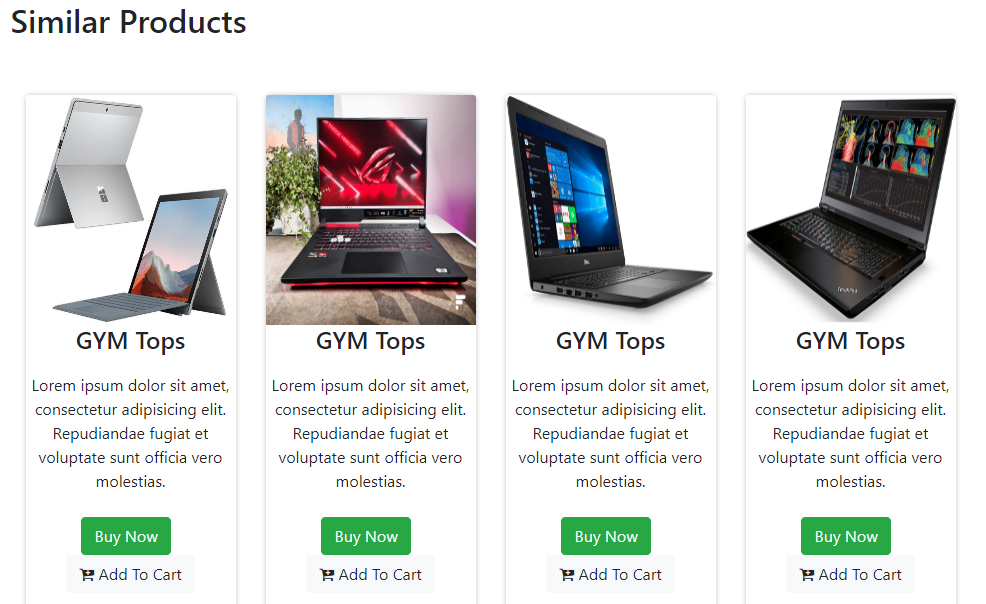 Similar Products
GYM Tops
Lorem ipsum dolor sit amet,
consectetur adipisicing elit.
Repudiandae fugiat et
voluptate sunt officia vero
molestias.
Buy Now
Add To Cart
GYM Tops
Lorem ipsum dolor sit amet,
consectetur adipisicing elit.
Repudiandae fugiat et
voluptate sunt officia vero
molestias.
Buy Now
Add To Cart
GYM Tops
Lorem ipsum dolor sit amet,
consectetur adipisicing elit.
Repudiandae fugiat et
voluptate sunt officia vero
molestias.
Buy Now
Add To Cart
GYM Tops
Lorem ipsum dolor sit amet,
consectetur adipisicing elit.
Repudiandae fugiat et
voluptate sunt officia vero
molestias.
Buy Now
Add To Cart